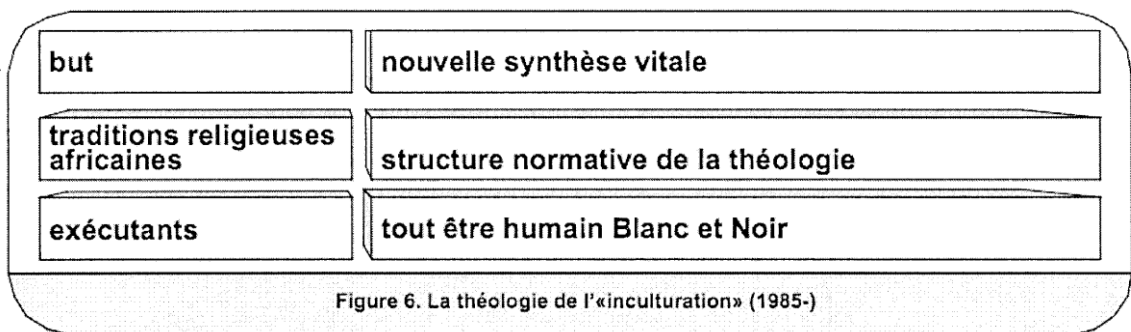 but
nouvelle synthèse vitale
traditions religieuses
africaines
structure normative de la théologie
exécutants
tout être humain Blanc et Noir
Figure 6. La théologie de l'«inculturation» (1985-)